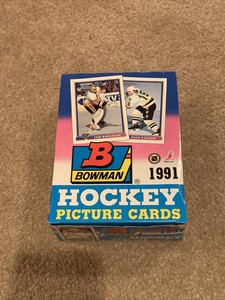 B
BOWMAN
1991
HOCKEY
PICTURE CARDS